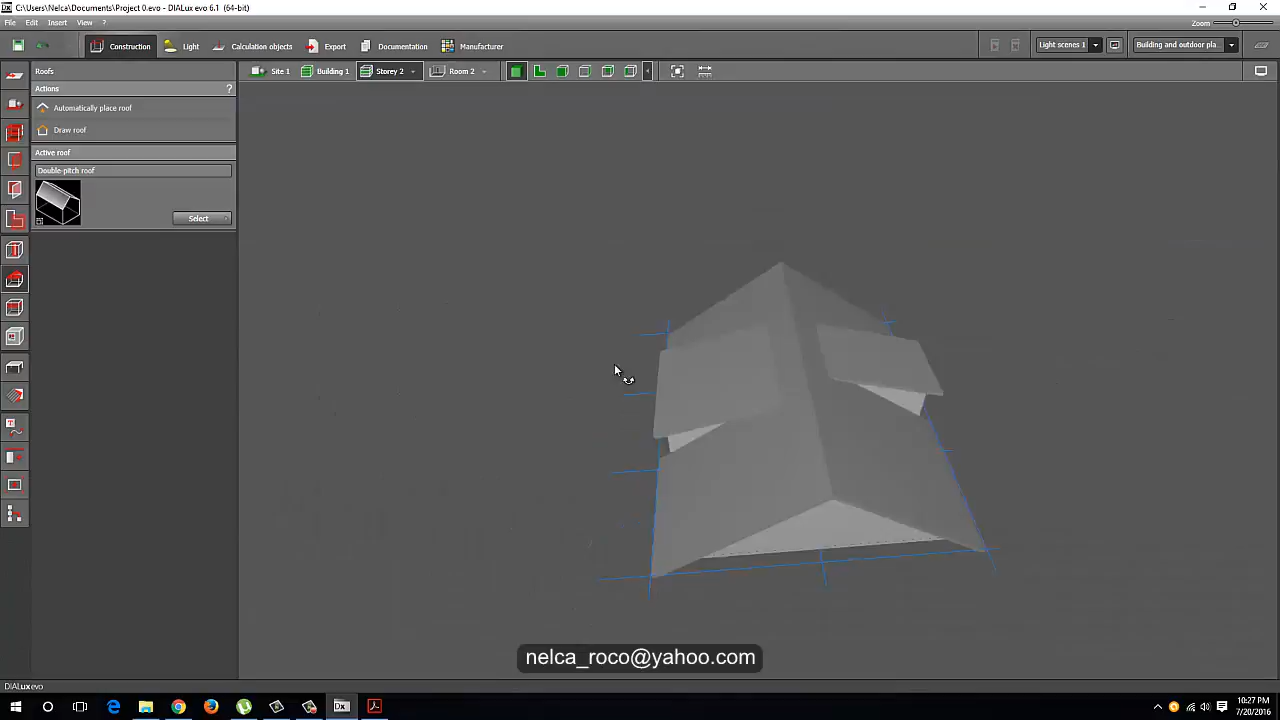 C:\Users\Nelca\Documents\Project 0.evo - DIALux evo 6.1 (64-bit)
File Edit Insert View ?
Zoom
Construction Light Calculation objects Export Documentation Manufacturer
Light scenes 1 Building and outdoor pla...
Roofs
Site 1 Building 1 Storey 2 Room 2
Actions ?
Automatically place roof
Draw roof
Active roof
Double-pitch roof
Select
nelca_roco@yahoo.com
DIALux evo
Dx
10:27 PM
7/20/2016